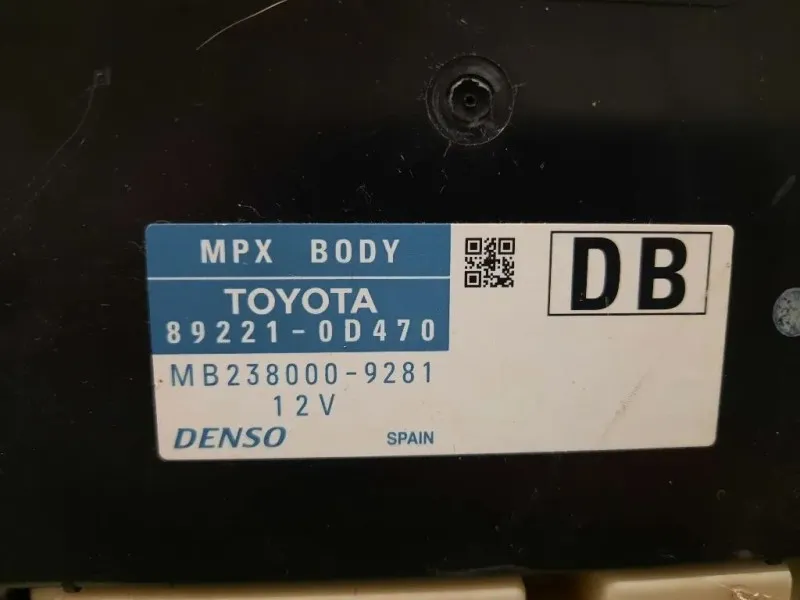 MPX BODY
DB
TOYOTA
89221-0D470
MB238000-9281
12V
DENSO SPAIN